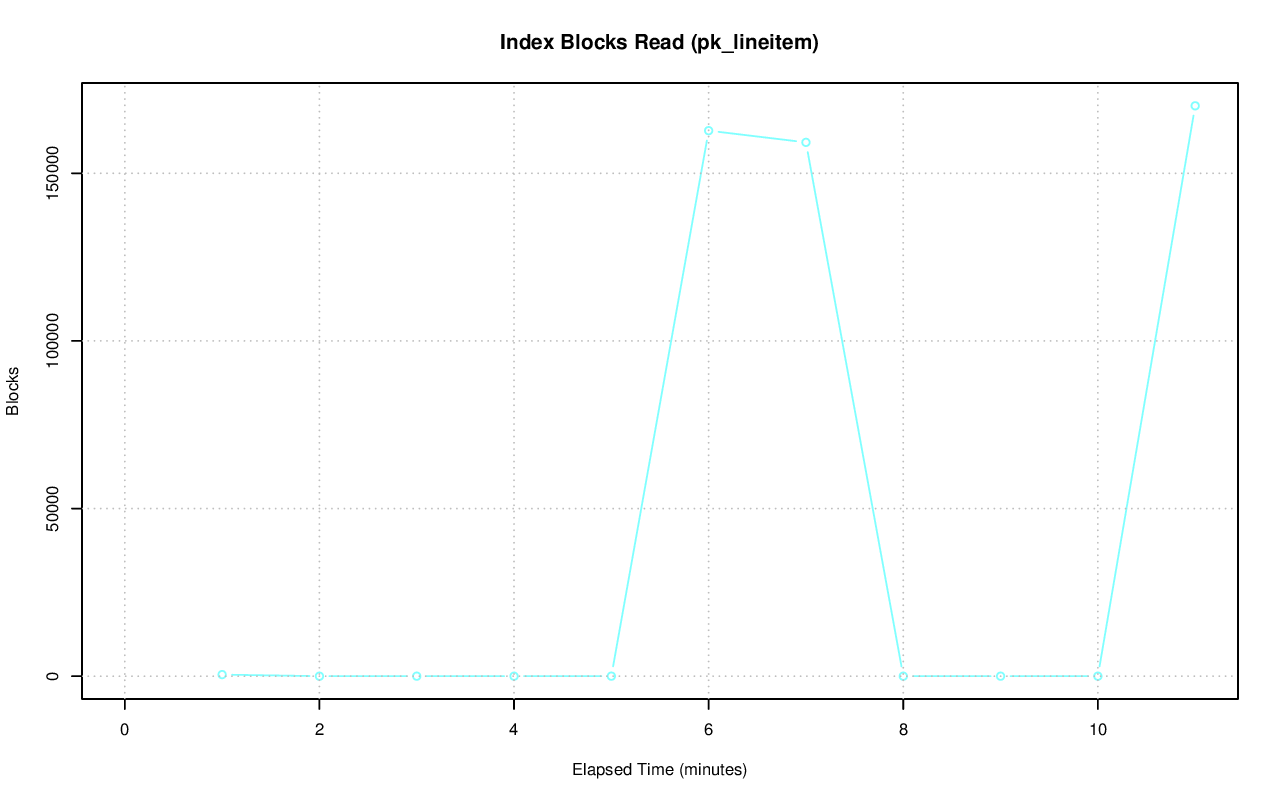 Index Blocks Read (pk_lineitem)
Blocks
150000
100000
50000
0
0 2 4 6 8 10
Elapsed Time (minutes)